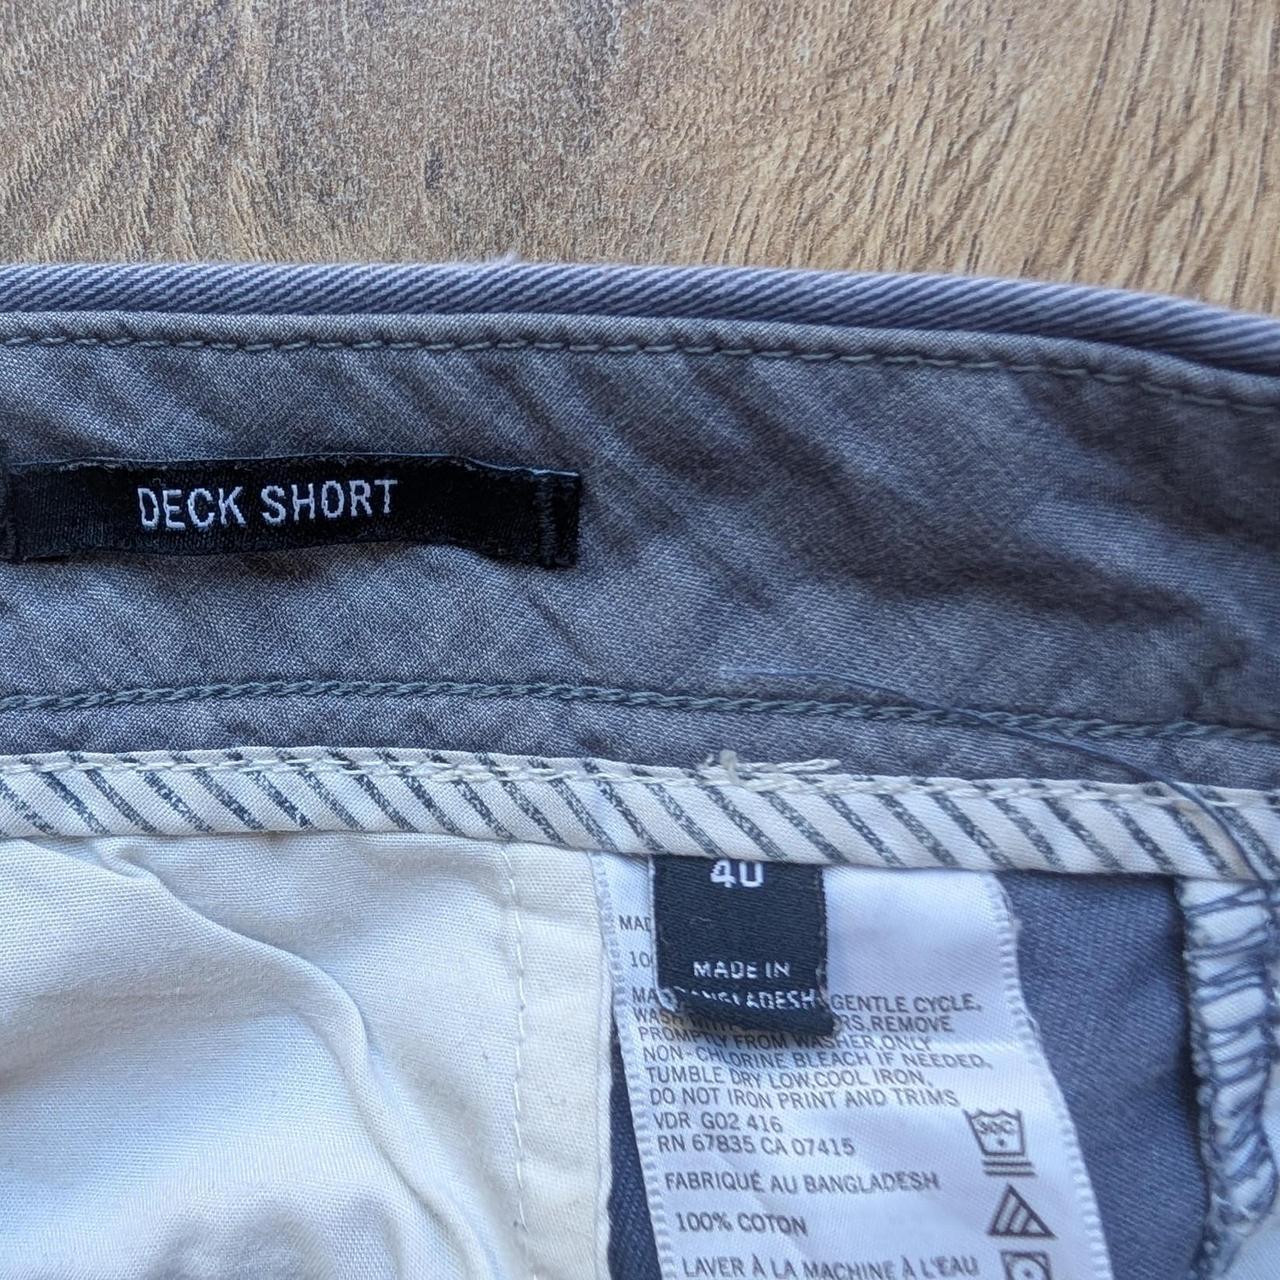 DECK SHORT
40
MADE IN
BANGLADESH
GENTLE CYCLE,
REMOVE
PROMPTLY FROM WASHER, ONLY
NON-CHLORINE BLEACH IF NEEDED,
TUMBLE DRY LOW, COOL IRON,
DO NOT IRON PRINT AND TRIMS
VDR G02 416
RN 67835 CA 07415
30C
FABRIQUÉ AU BANGLADESH
100% COTON
LAVER À LA MACHINE À L'EAU